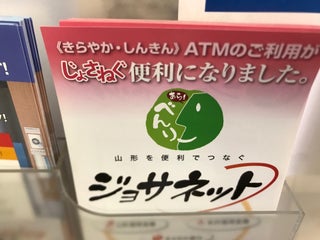 《きらやか・しんきん》ATMのご利用が
じょさねぐ便利になりました。
あら!
べんりー
山形を便利でつなぐ
ジョサネット